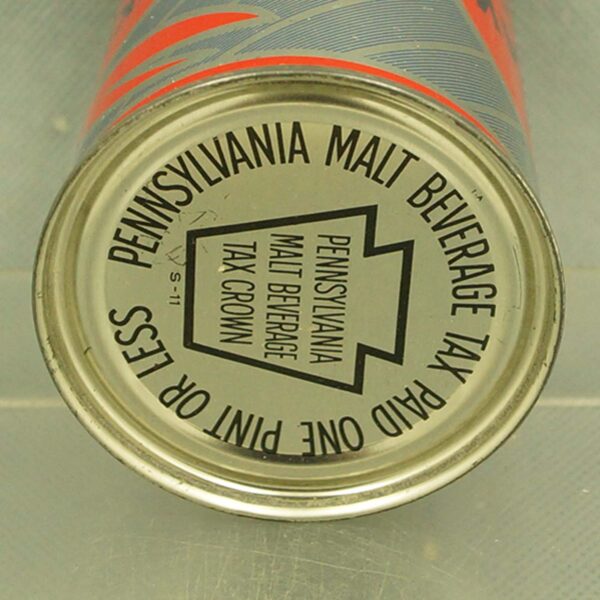 PENNSYLVANIA MALT BEVERAGE TAX PAID ONE PINT OR LESS
PENNSYLVANIA
MALT BEVERAGE
TAX CROWN
S-11